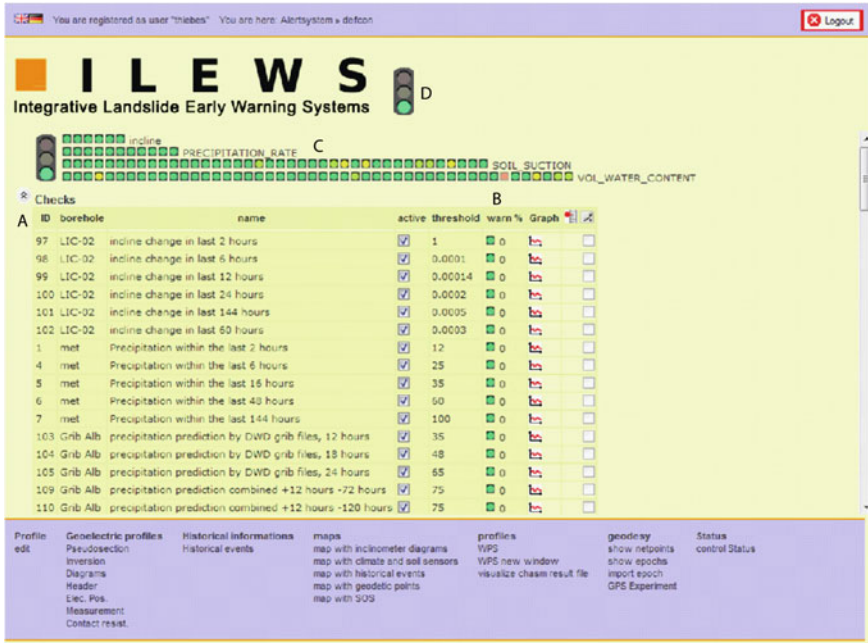 You are registered as user "thiebes" You are here: Alertsystem » defcon
Logout
ILEWS
Integrative Landslide Early Warning Systems
D
incline
PRECIPITATION_RATE
C
SOIL_SUCTION
VOL_WATER_CONTENT
Checks
B
A
ID borehole name active threshold warn % Graph
97 LIC-02 incline change in last 2 hours 1 0
98 LIC-02 incline change in last 6 hours 0.0001 0
99 LIC-02 incline change in last 12 hours 0.00014 0
100 LIC-02 incline change in last 24 hours 0.0002 0
101 LIC-02 incline change in last 144 hours 0.0005 0
102 LIC-02 incline change in last 60 hours 0.0003 0
1 met Precipitation within the last 2 hours 12 0
4 met Precipitation within the last 6 hours 25 0
5 met Precipitation within the last 16 hours 35 0
6 met Precipitation within the last 48 hours 60 0
7 met Precipitation within the last 144 hours 100 0
103 Grib Alb precipitation prediction by DWD grib files, 12 hours 35 0
104 Grib Alb precipitation prediction by DWD grib files, 18 hours 48 0
105 Grib Alb precipitation prediction by DWD grib files, 24 hours 65 0
109 Grib Alb precipitation prediction combined +12 hours -72 hours 75 0
110 Grib Alb precipitation prediction combined +12 hours -120 hours 75 0
Profile
edit
Geoelectric profiles
Pseudosection
Inversion
Diagrams
Header
Elec. Pos.
Measurement
Contact resist.
Historical informations
Historical events
maps
map with inclinometer diagrams
map with climate and soil sensors
map with historical events
map with geodetic points
map with SOS
profiles
WPS
WPS new window
visualize chasm result file
geodesy
show netpoints
show epochs
import epoch
GPS Experiment
Status
control Status